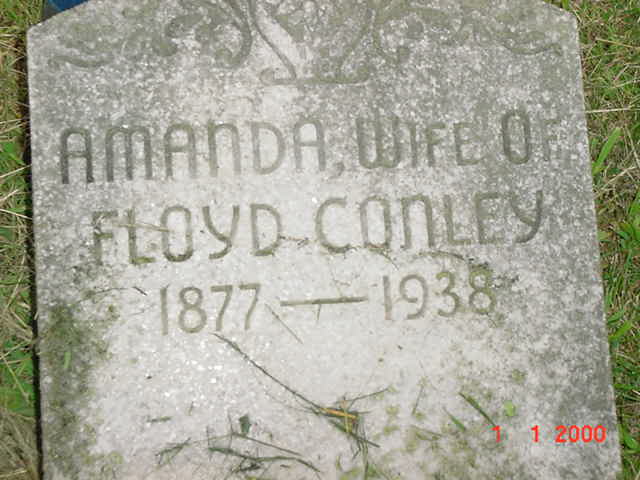 AMANDA, WIFE OF
FLOYD CONLEY
1877 — 1938
1 1 2000